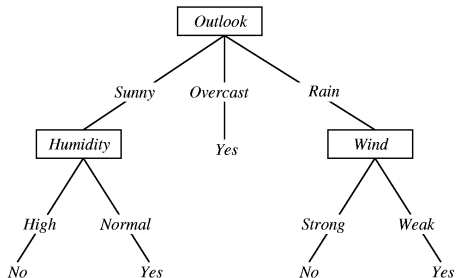 Outlook
Sunny Overcast Rain
Humidity Yes Wind
High Normal Strong Weak
No Yes No Yes